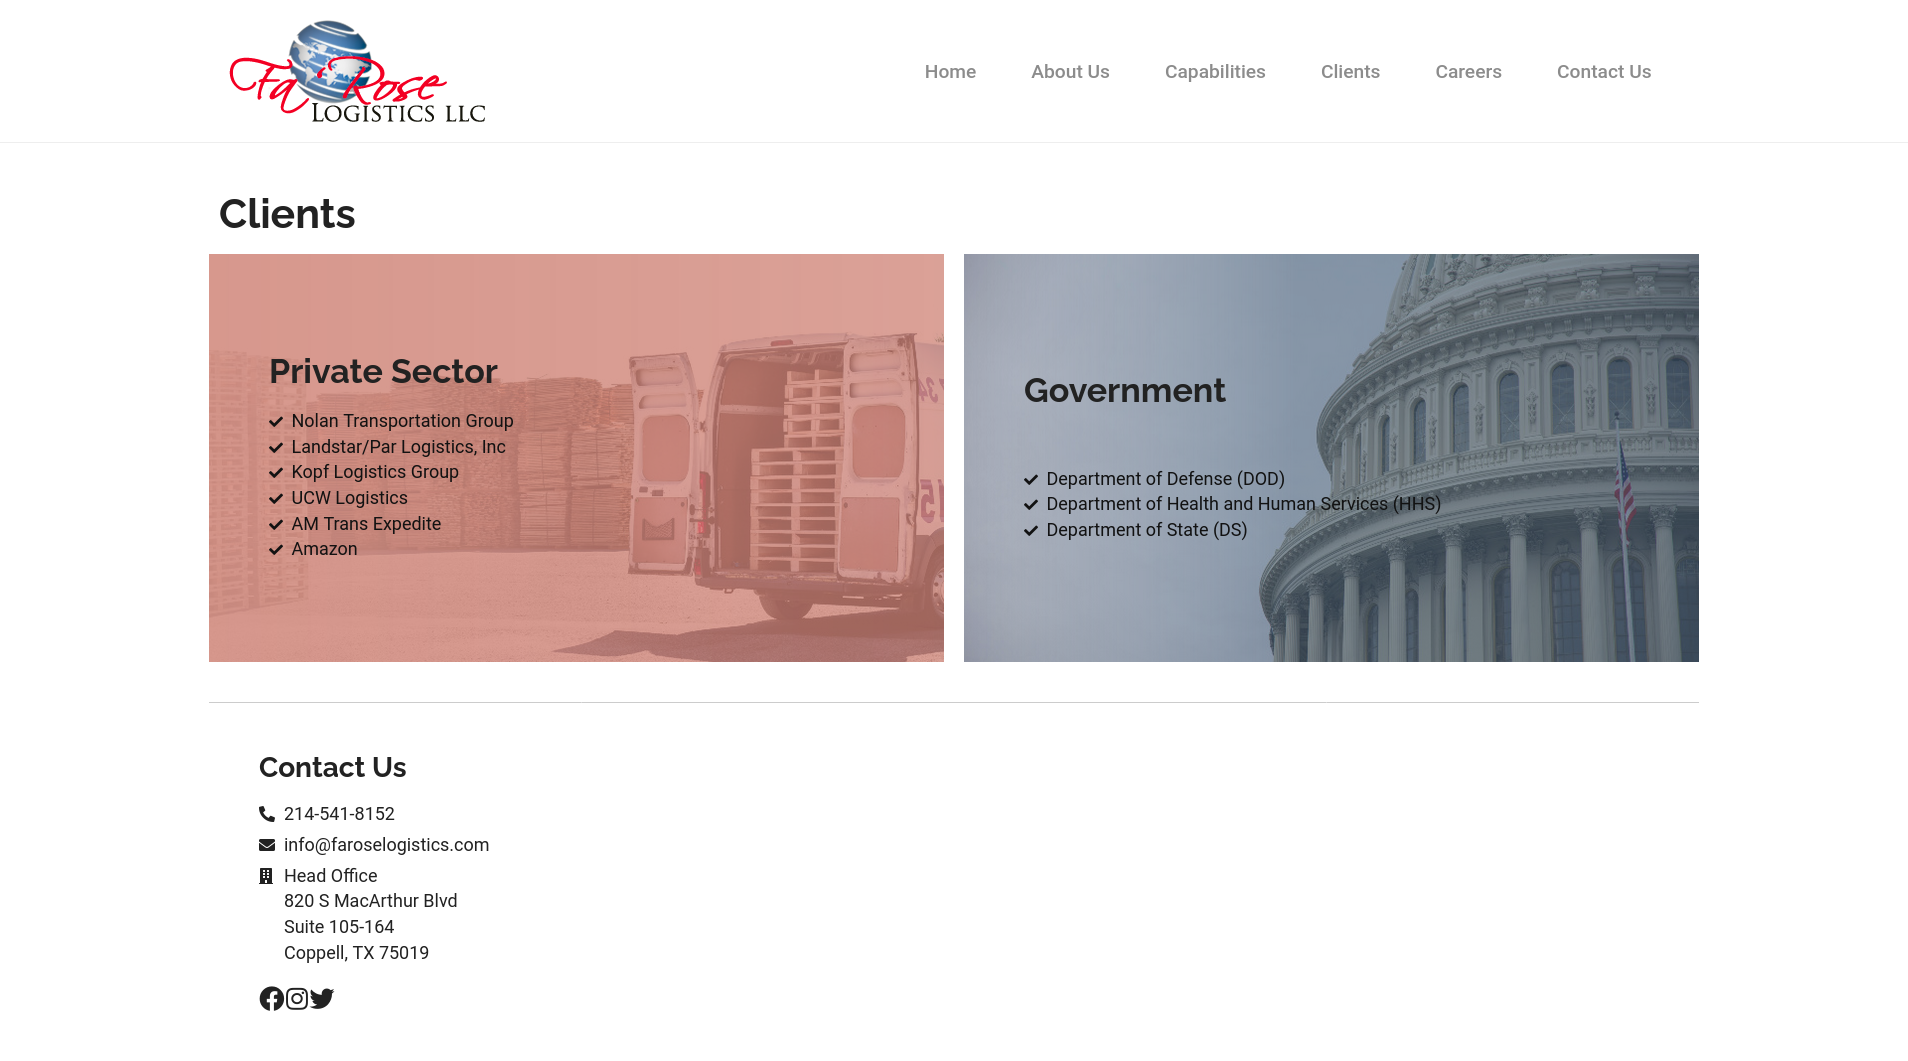 Fa'Rose
LOGISTICS LLC
Home
About Us
Capabilities
Clients
Careers
Contact Us
Clients
Private Sector
Nolan Transportation Group
Landstar/Par Logistics, Inc
Kopf Logistics Group
UCW Logistics
AM Trans Expedite
Amazon
Government
Department of Defense (DOD)
Department of Health and Human Services (HHS)
Department of State (DS)
Contact Us
214-541-8152
info@faroselogistics.com
Head Office
820 S MacArthur Blvd
Suite 105-164
Coppell, TX 75019